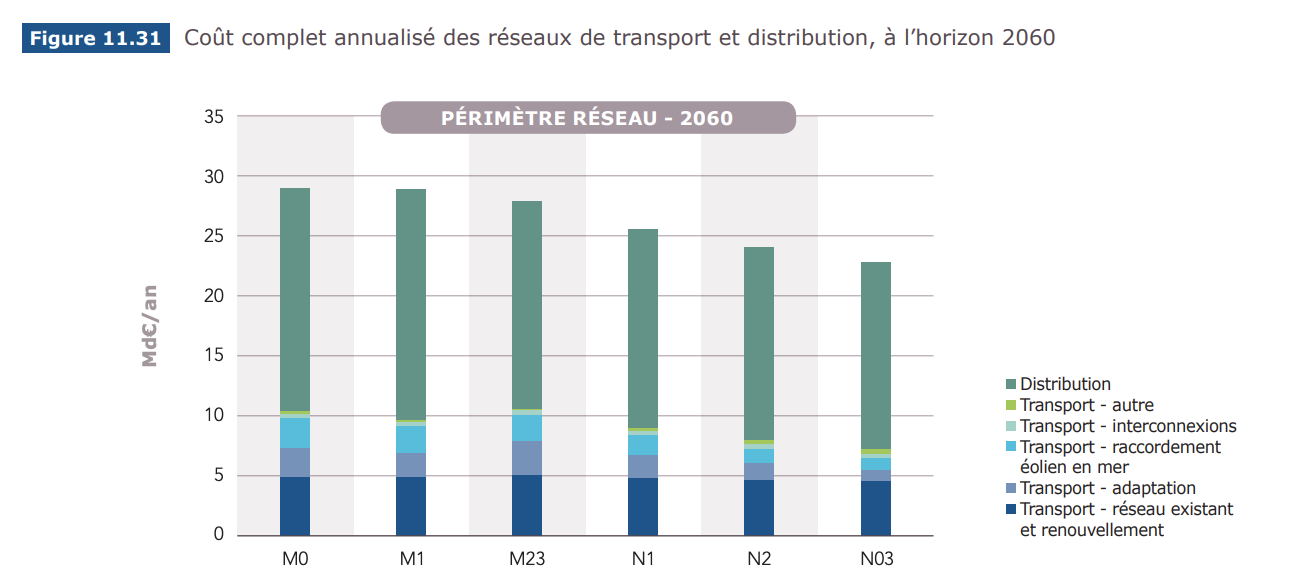 Figure 11.31 Coût complet annualisé des réseaux de transport et distribution, à l’horizon 2060
PÉRIMÈTRE RÉSEAU – 2060
35
30
25
20
15
10
5
0
Md€/an
M0 M1 M23 N1 N2 N03
Distribution
Transport - autre
Transport - interconnexions
Transport - raccordement
éolien en mer
Transport - adaptation
Transport - réseau existant
et renouvellement